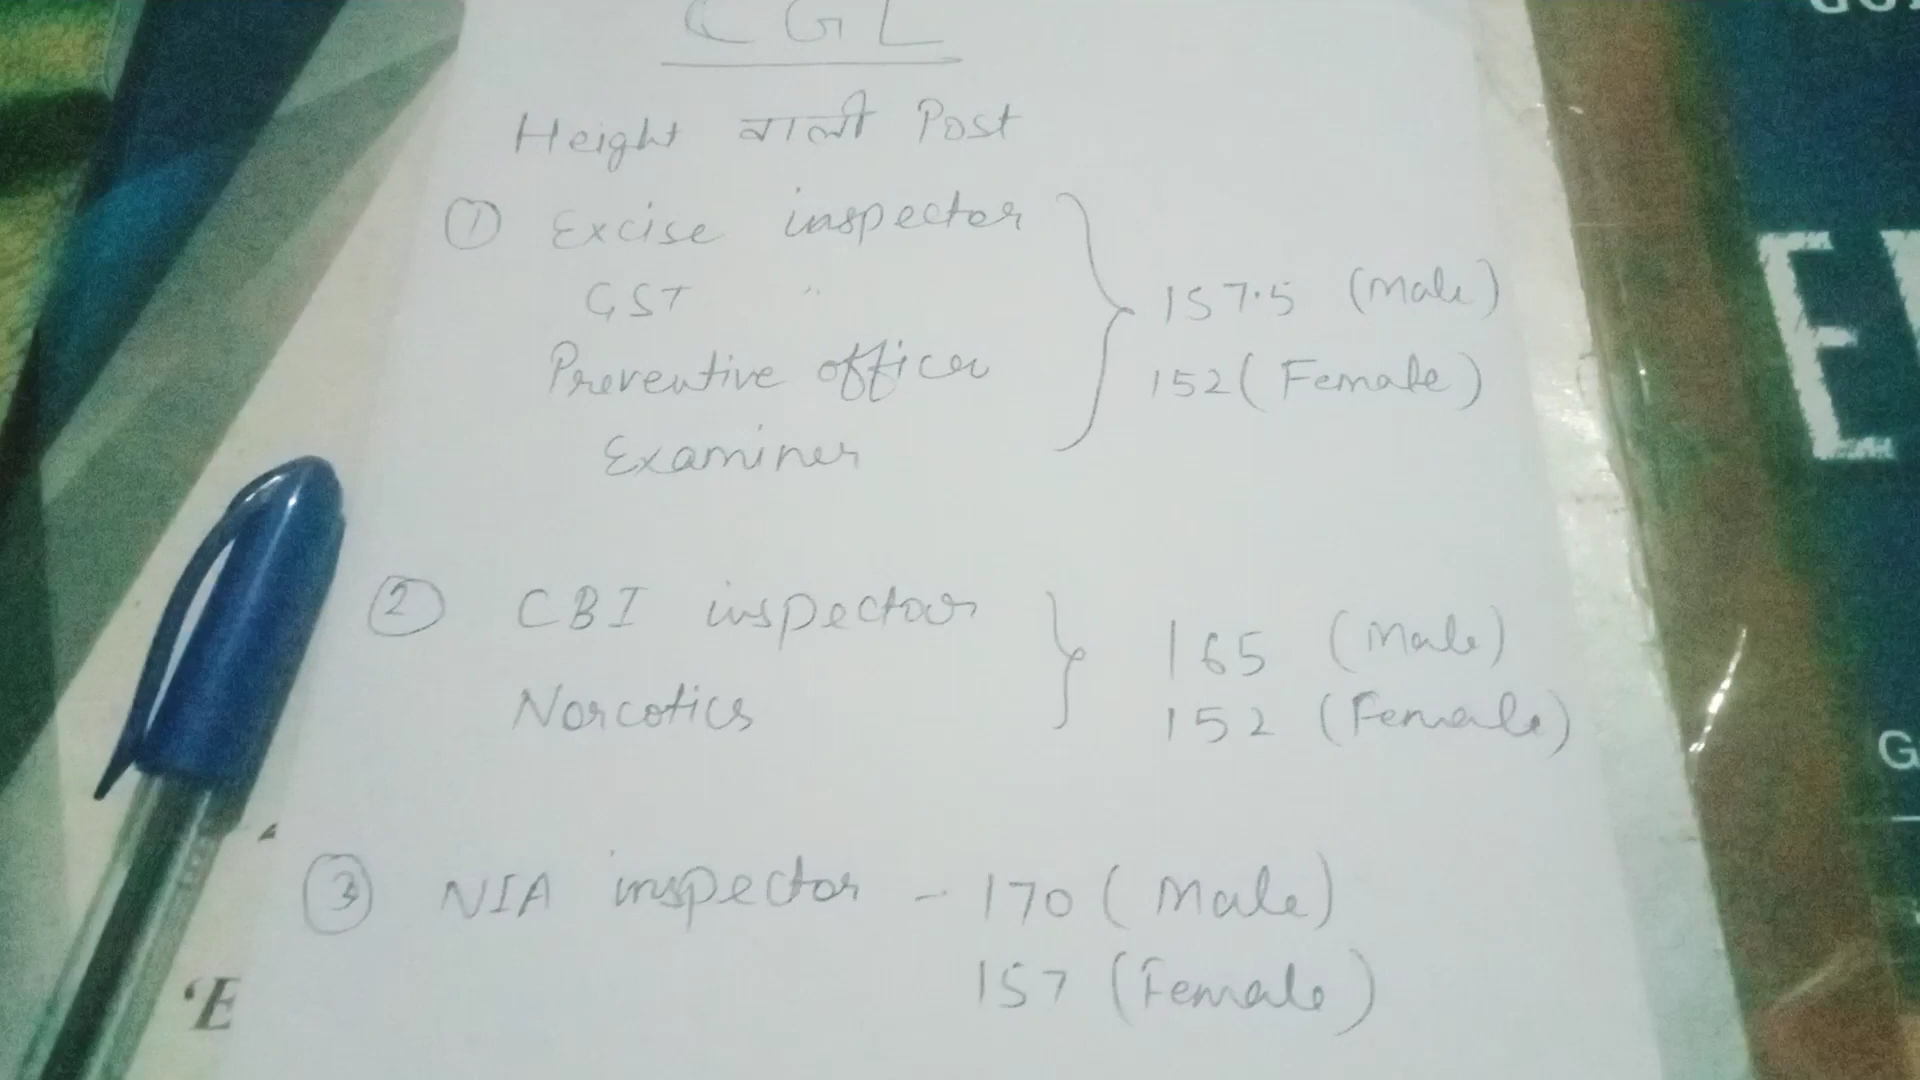 CGL
Height वाली Post
① Excise inspector
GST "
Preventive officer
Examiner
157.5 (Male)
152 (Female)
② CBI inspector
Norcotics
165 (Male)
152 (Female)
③ NIA inspector - 170 (Male)
157 (Female)
'E